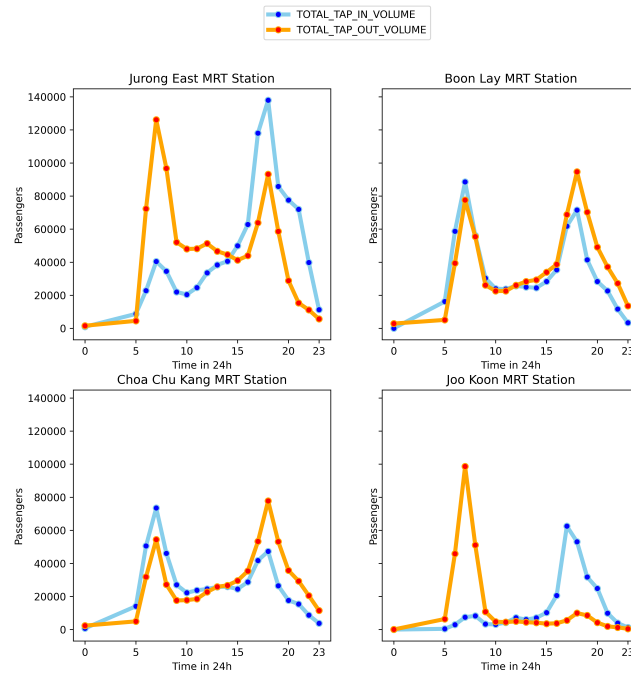 TOTAL_TAP_IN_VOLUME
TOTAL_TAP_OUT_VOLUME
Jurong East MRT Station
140000
120000
100000
80000
60000
40000
20000
0
Passengers
0 5 10 15 20 23
Time in 24h
Boon Lay MRT Station
Passengers
0 5 10 15 20 23
Time in 24h
Choa Chu Kang MRT Station
140000
120000
100000
80000
60000
40000
20000
0
Passengers
0 5 10 15 20 23
Time in 24h
Joo Koon MRT Station
Passengers
0 5 10 15 20 23
Time in 24h